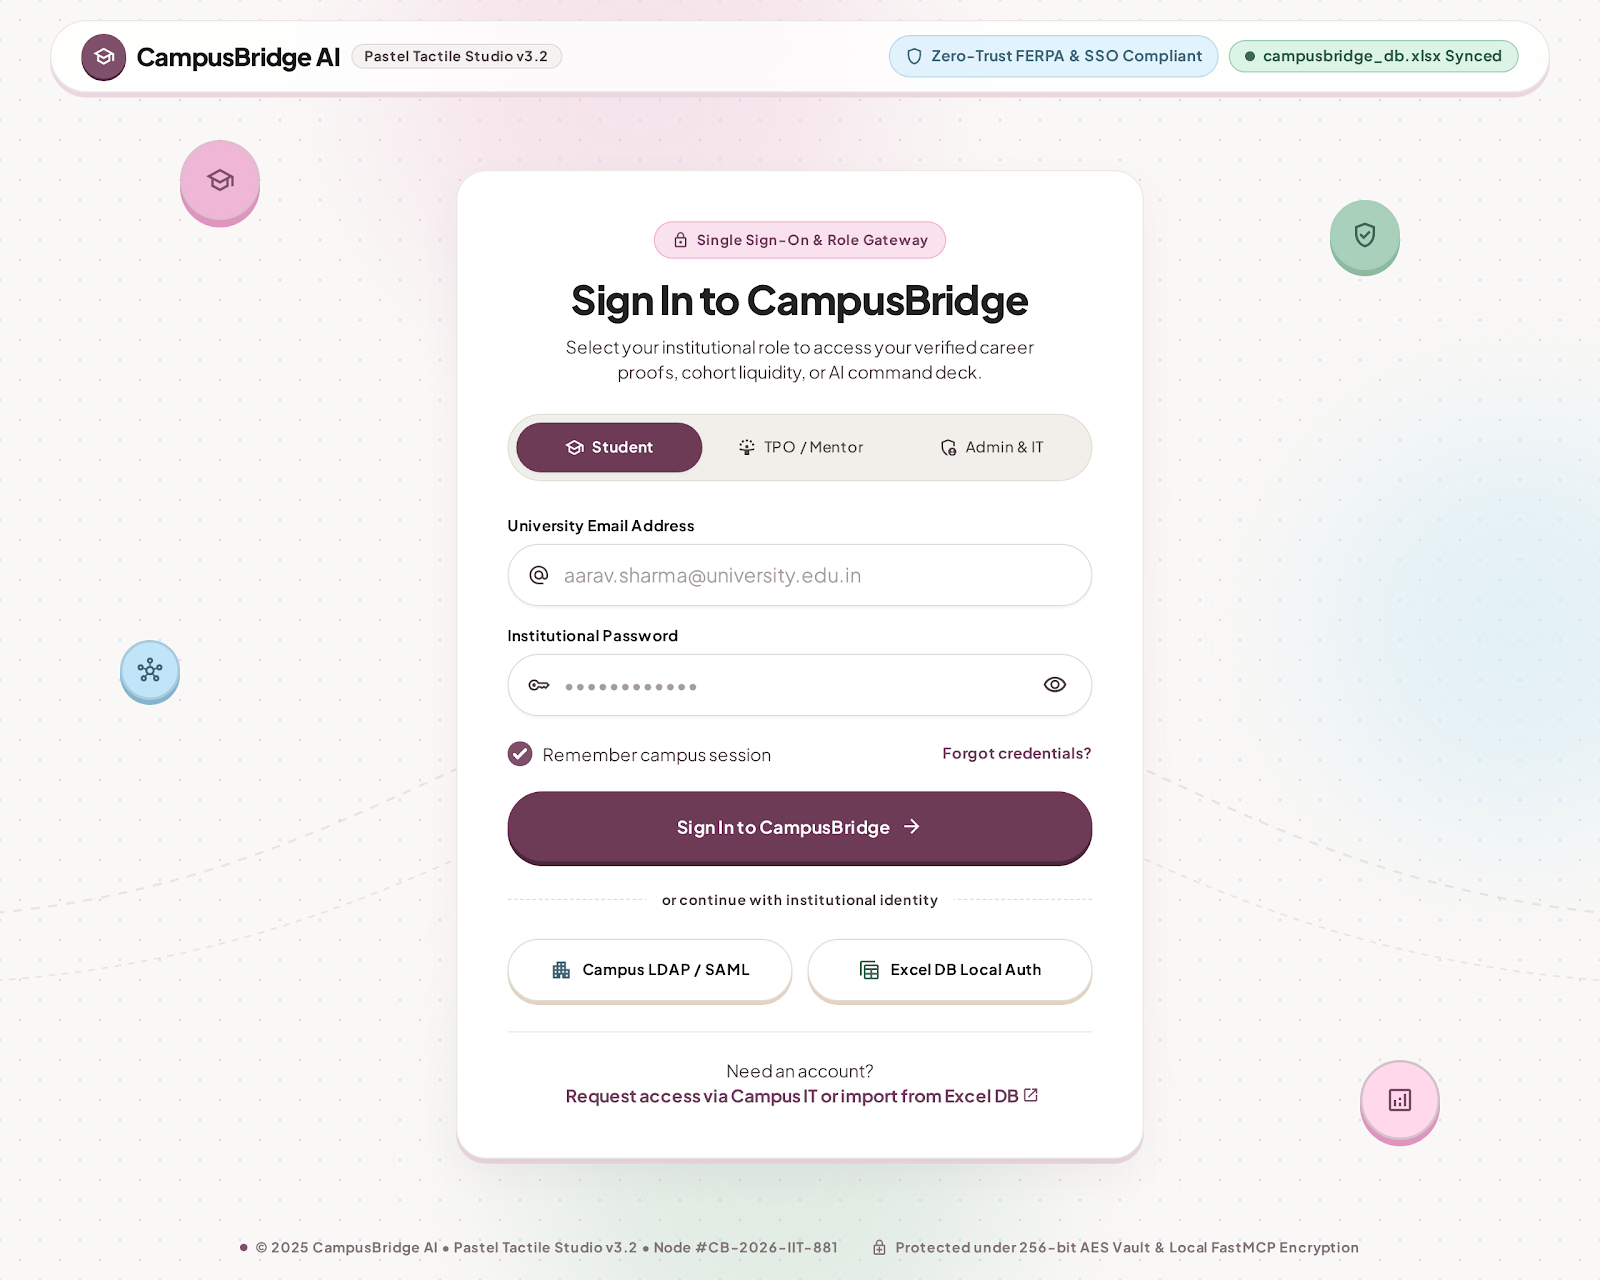 CampusBridge AI
Pastel Tactile Studio v3.2
Zero-Trust FERPA & SSO Compliant
campusbridge_db.xlsx Synced
Single Sign-On & Role Gateway
Sign In to CampusBridge
Select your institutional role to access your verified career
proofs, cohort liquidity, or AI command deck.
Student
TPO / Mentor
Admin & IT
University Email Address
aarav.sharma@university.edu.in
Institutional Password
••••••••••••
Remember campus session
Forgot credentials?
Sign In to CampusBridge →
or continue with institutional identity
Campus LDAP / SAML
Excel DB Local Auth
Need an account?
Request access via Campus IT or import from Excel DB
© 2025 CampusBridge AI • Pastel Tactile Studio v3.2 • Node #CB-2026-IIT-881
Protected under 256-bit AES Vault & Local FastMCP Encryption